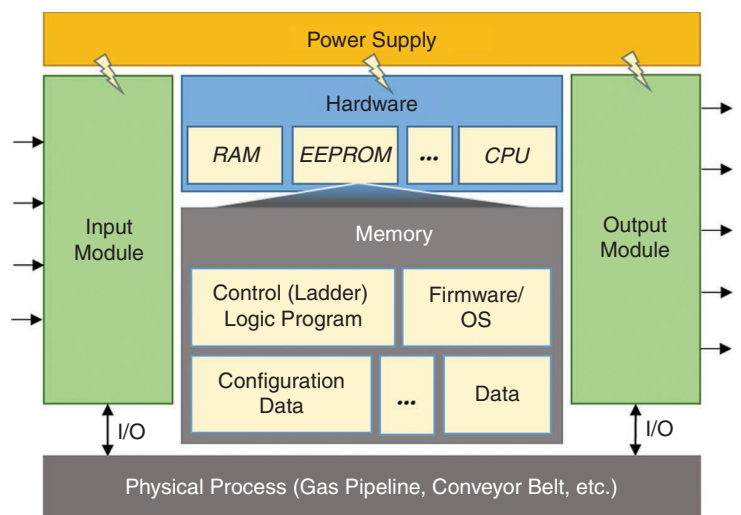 Power Supply
Hardware
RAM
EEPROM
...
CPU
Input
Module
Output
Module
Memory
Control (Ladder)
Logic Program
Firmware/
OS
Configuration
Data
...
Data
I/O
I/O
Physical Process (Gas Pipeline, Conveyor Belt, etc.)